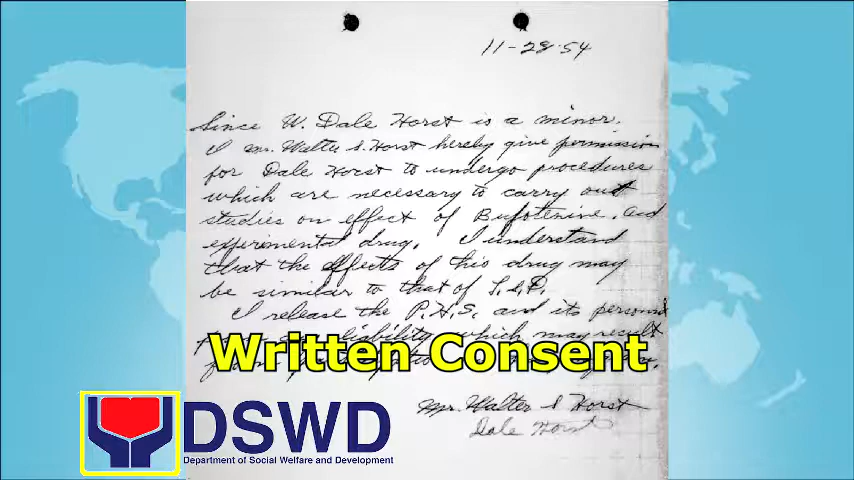 11-28-54
Since W. Dale Horst is a minor.
I Mr. Walter S. Horst hereby give permission
for Dale Horst to undergo procedures
which are necessary to carry out
studies on effect of Bufotenine. and
experimental drug. I understand
that the effects of this drug may
be similar to that of
I release the P.H.S. and its
liability which may result
Written Consent
from
Mr. Walter S Horst
Dale Horst
DSWD
Department of Social Welfare and Development